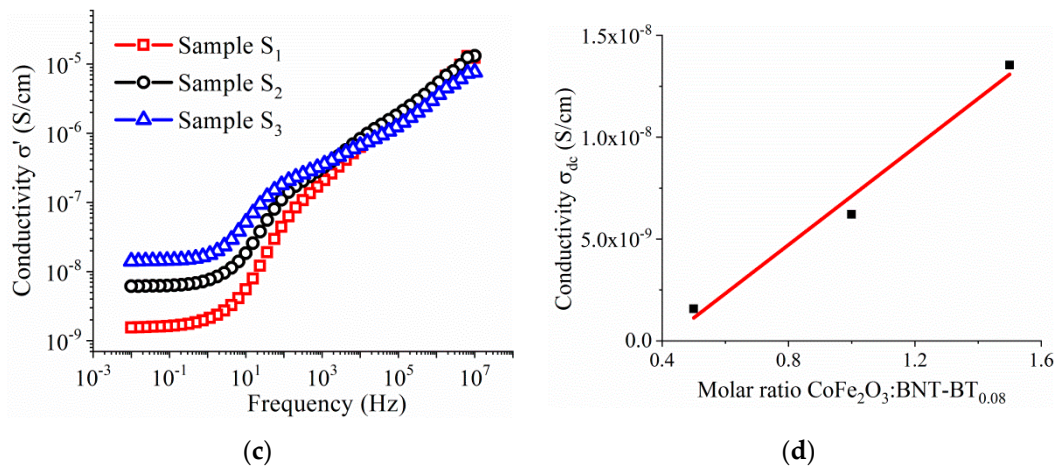 Sample S₁
Sample S₂
Sample S₃
Conductivity σ' (S/cm)
10⁻⁵
10⁻⁶
10⁻⁷
10⁻⁸
10⁻⁹
10⁻³ 10⁻¹ 10¹ 10³ 10⁵ 10⁷
Frequency (Hz)
(c)
Conductivity σdc (S/cm)
1.5x10⁻⁸
1.0x10⁻⁸
5.0x10⁻⁹
0.0
0.4 0.8 1.2 1.6
Molar ratio CoFe₂O₃:BNT-BT₀.₀₈
(d)